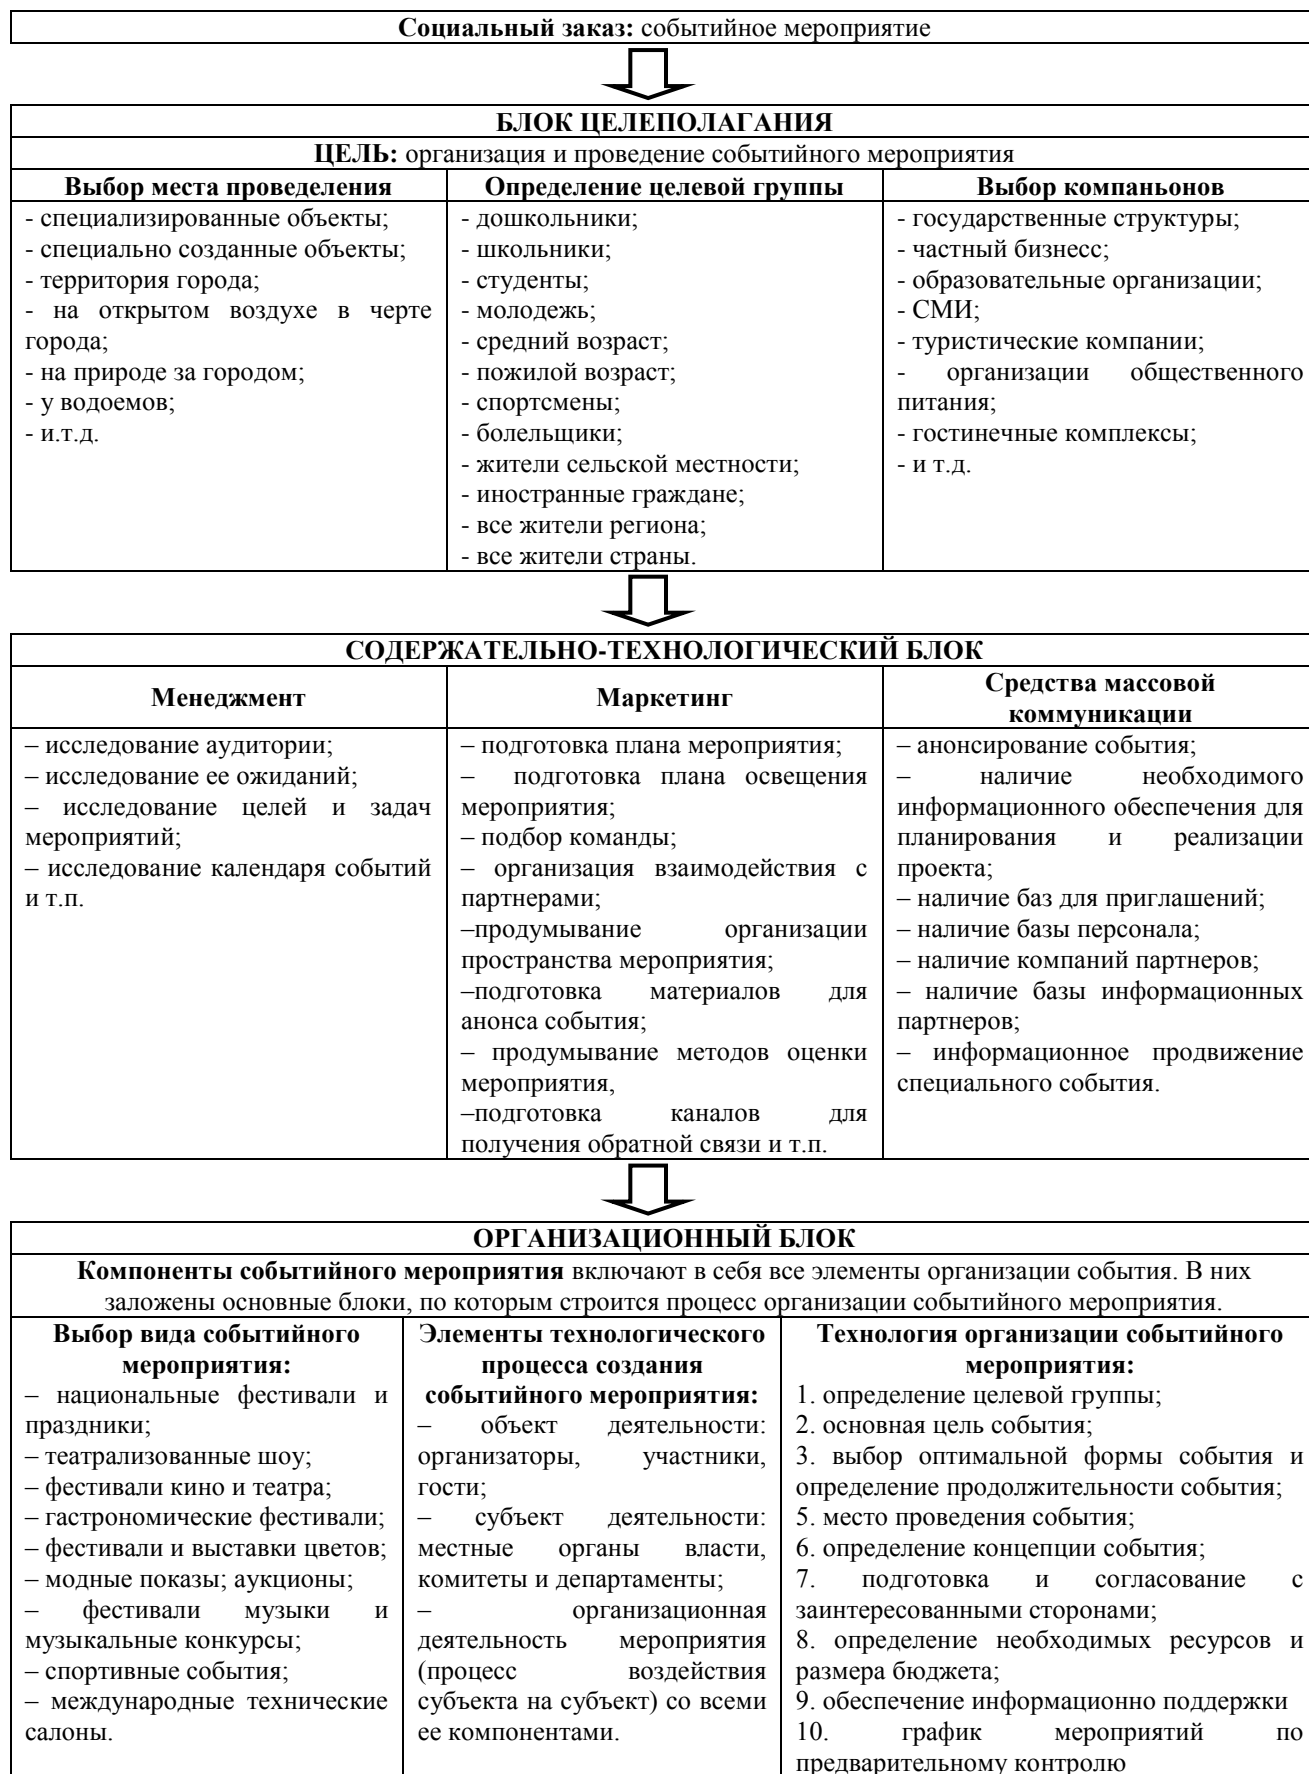 Социальный заказ: событийное мероприятие
БЛОК ЦЕЛЕПОЛАГАНИЯ
ЦЕЛЬ: организация и проведение событийного мероприятия
Выбор места проведеления
- специализированные объекты;
- специально созданные объекты;
- территория города;
- на открытом воздухе в черте
города;
- на природе за городом;
- у водоемов;
- и.т.д.
Определение целевой группы
- дошкольники;
- школьники;
- студенты;
- молодежь;
- средний возраст;
- пожилой возраст;
- спортсмены;
- болельщики;
- жители сельской местности;
- иностранные граждане;
- все жители региона;
- все жители страны.
Выбор компаньонов
- государственные структуры;
- частный бизнесс;
- образовательные организации;
- СМИ;
- туристические компании;
- организации общественного
питания;
- гостинечные комплексы;
- и т.д.
СОДЕРЖАТЕЛЬНО-ТЕХНОЛОГИЧЕСКИЙ БЛОК
Менеджмент
– исследование аудитории;
– исследование ее ожиданий;
– исследование целей и задач
мероприятий;
– исследование календаря событий
и т.п.
Маркетинг
– подготовка плана мероприятия;
– подготовка плана освещения
мероприятия;
– подбор команды;
– организация взаимодействия с
партнерами;
–продумывание организации
пространства мероприятия;
–подготовка материалов для
анонса события;
– продумывание методов оценки
мероприятия,
–подготовка каналов для
получения обратной связи и т.п.
Средства массовой
коммуникации
– анонсирование события;
– наличие необходимого
информационного обеспечения для
планирования и реализации
проекта;
– наличие баз для приглашений;
– наличие базы персонала;
– наличие компаний партнеров;
– наличие базы информационных
партнеров;
– информационное продвижение
специального события.
ОРГАНИЗАЦИОННЫЙ БЛОК
Компоненты событийного мероприятия включают в себя все элементы организации события. В них
заложены основные блоки, по которым строится процесс организации событийного мероприятия.
Выбор вида событийного
мероприятия:
– национальные фестивали и
праздники;
– театрализованные шоу;
– фестивали кино и театра;
– гастрономические фестивали;
– фестивали и выставки цветов;
– модные показы; аукционы;
– фестивали музыки и
музыкальные конкурсы;
– спортивные события;
– международные технические
салоны.
Элементы технологического
процесса создания
событийного мероприятия:
– объект деятельности:
организаторы, участники,
гости;
– субъект деятельности:
местные органы власти,
комитеты и департаменты;
– организационная
деятельность мероприятия
(процесс воздействия
субъекта на субъект) со всеми
ее компонентами.
Технология организации событийного
мероприятия:
1. определение целевой группы;
2. основная цель события;
3. выбор оптимальной формы события и
определение продолжительности события;
5. место проведения события;
6. определение концепции события;
7. подготовка и согласование с
заинтересованными сторонами;
8. определение необходимых ресурсов и
размера бюджета;
9. обеспечение информационно поддержки
10. график мероприятий по
предварительному контролю